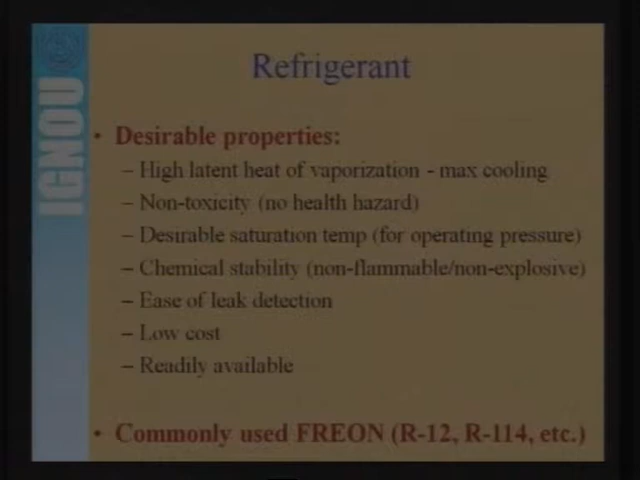 IGNOU
Refrigerant
• Desirable properties:
– High latent heat of vaporization - max cooling
– Non-toxicity (no health hazard)
– Desirable saturation temp (for operating pressure)
– Chemical stability (non-flammable/non-explosive)
– Ease of leak detection
– Low cost
– Readily available
• Commonly used FREON (R-12, R-114, etc.)